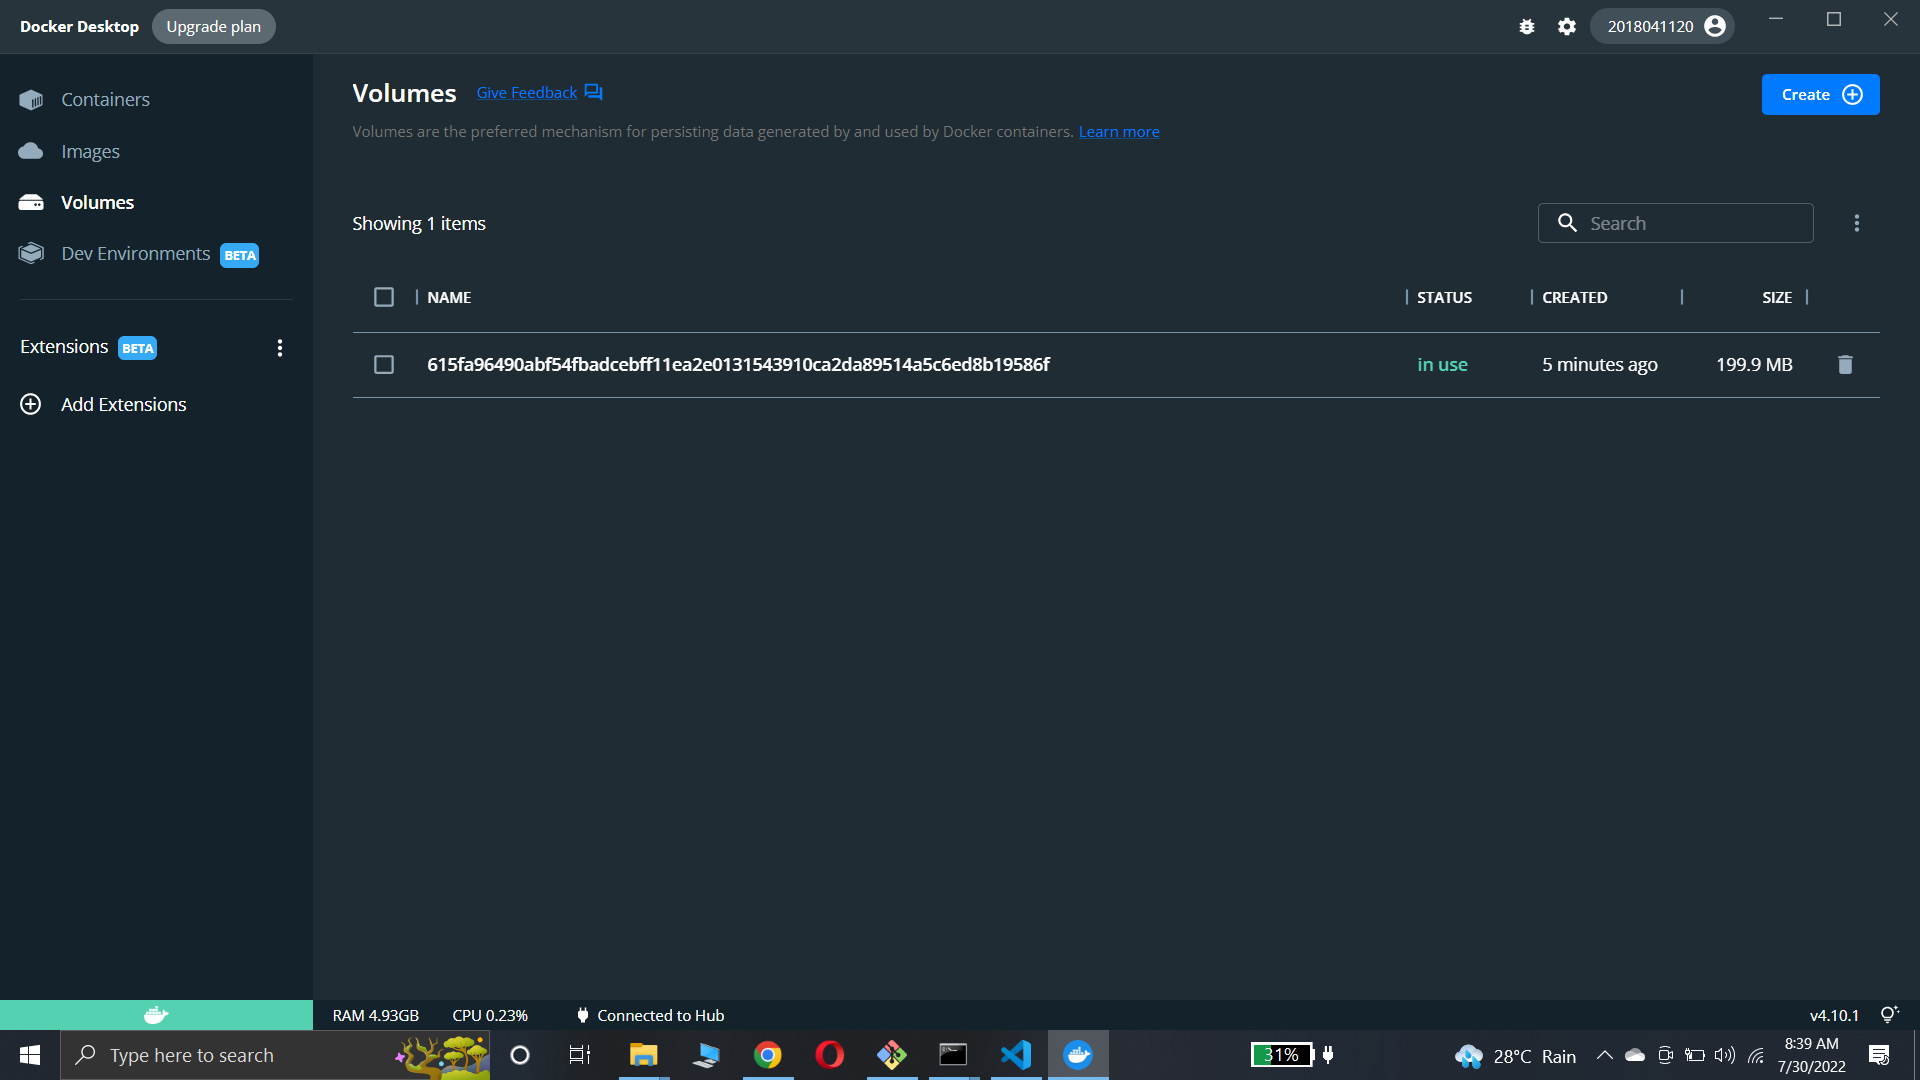 Docker Desktop Upgrade plan 2018041120
Containers
Images
Volumes
Dev Environments BETA
Extensions BETA
Add Extensions
Volumes Give Feedback Create
Volumes are the preferred mechanism for persisting data generated by and used by Docker containers. Learn more
Showing 1 items Search
NAME STATUS CREATED SIZE
615fa96490abf54fbadcebff11ea2e0131543910ca2da89514a5c6ed8b19586f in use 5 minutes ago 199.9 MB
RAM 4.93GB CPU 0.23% Connected to Hub v4.10.1
Type here to search 31% 28°C Rain 8:39 AM
7/30/2022